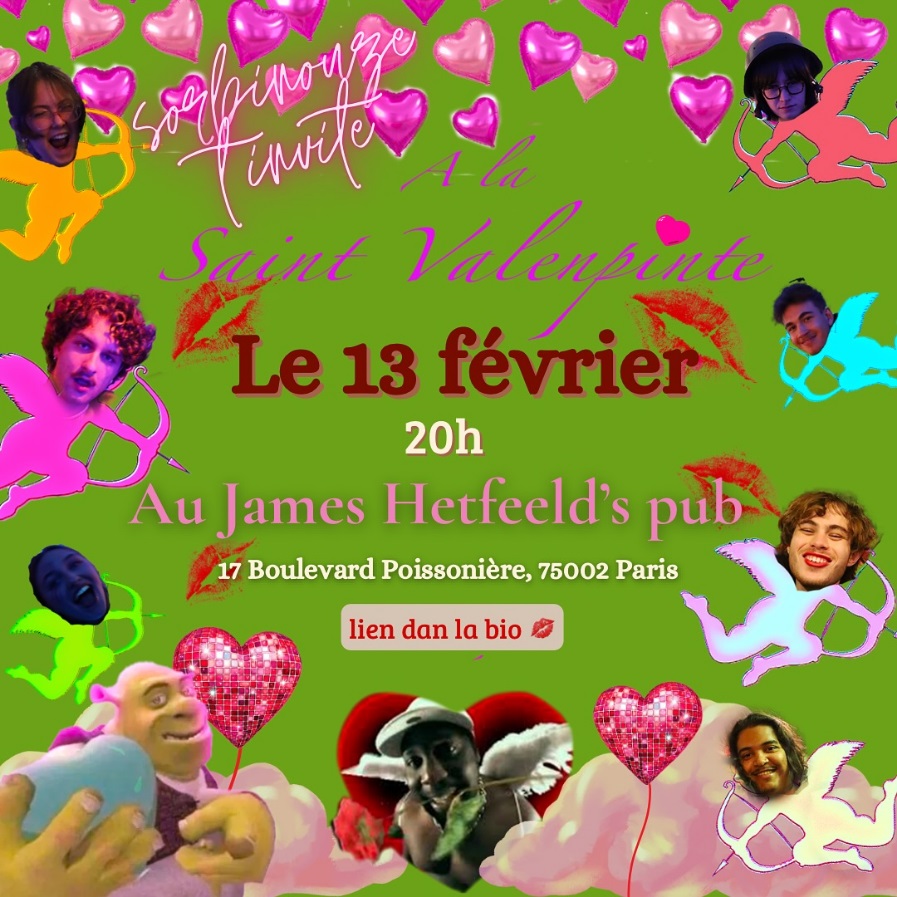 sorbinouze
t'invite
A la
Saint Valenpinte
Le 13 février
20h
Au James Hetfeeld's pub
17 Boulevard Poissonière, 75002 Paris
lien dan la bio 💋